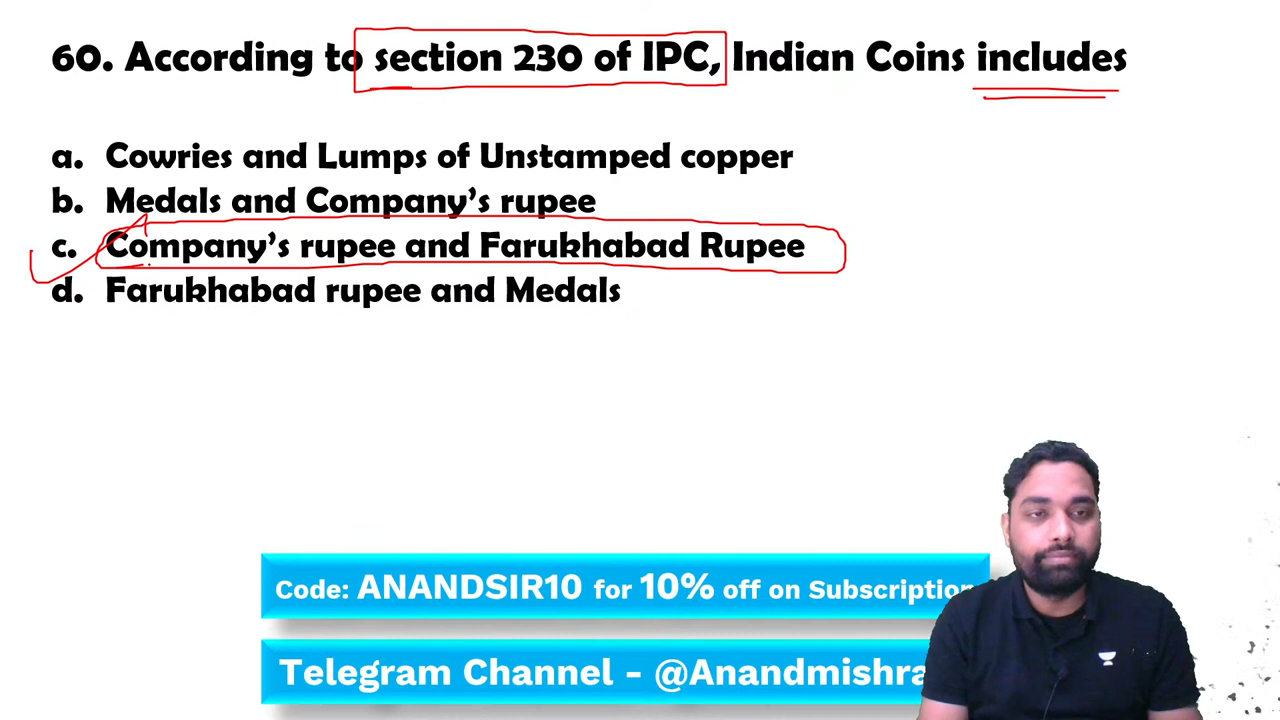 60. According to section 230 of IPC, Indian Coins includes
a. Cowries and Lumps of Unstamped copper
b. Medals and Company's rupee
c. Company's rupee and Farukhabad Rupee
d. Farukhabad rupee and Medals
Code: ANANDSIR10 for 10% off on Subscription
Telegram Channel - @Anandmishra